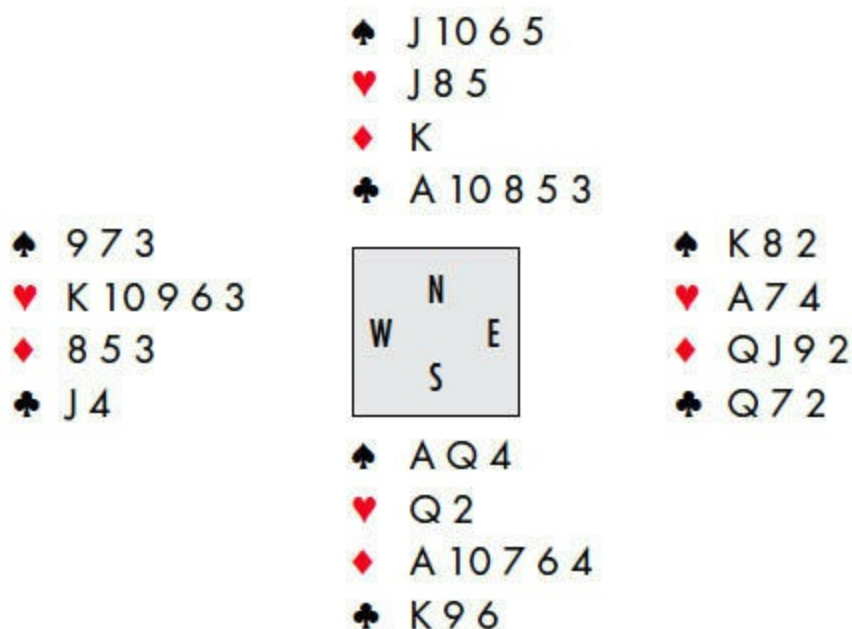 ♠ J 10 6 5
♥ J 8 5
♦ K
♣ A 10 8 5 3
♠ 9 7 3
♥ K 10 9 6 3
♦ 8 5 3
♣ J 4
N
W E
S
♠ K 8 2
♥ A 7 4
♦ Q J 9 2
♣ Q 7 2
♠ A Q 4
♥ Q 2
♦ A 10 7 6 4
♣ K 9 6